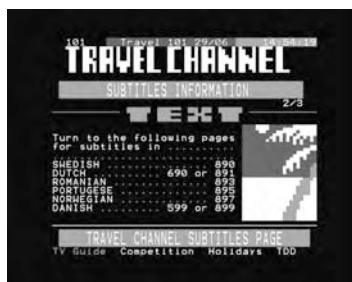 101 Travel 101 29/06 14:54:19
TRAVEL CHANNEL
SUBTITLES INFORMATION
TEXT
2/3
Turn to the following pages
for subtitles in ..........
SWEDISH ............... 890
DUTCH ......... 690 or 891
ROMANIAN .............. 893
PORTUGESE ............. 895
NORWEGIAN ............. 897
DANISH ........ 599 or 899
TRAVEL CHANNEL SUBTITLES PAGE
TV Guide Competition Holidays TDD